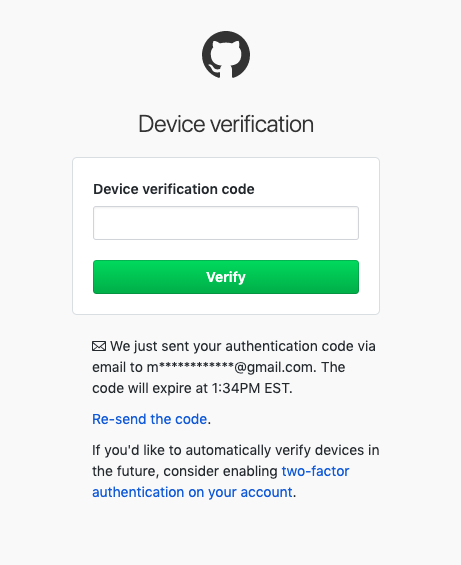 Device verification
Device verification code
Verify
We just sent your authentication code via
email to m************@gmail.com. The
code will expire at 1:34PM EST.
Re-send the code.
If you'd like to automatically verify devices in
the future, consider enabling two-factor
authentication on your account.